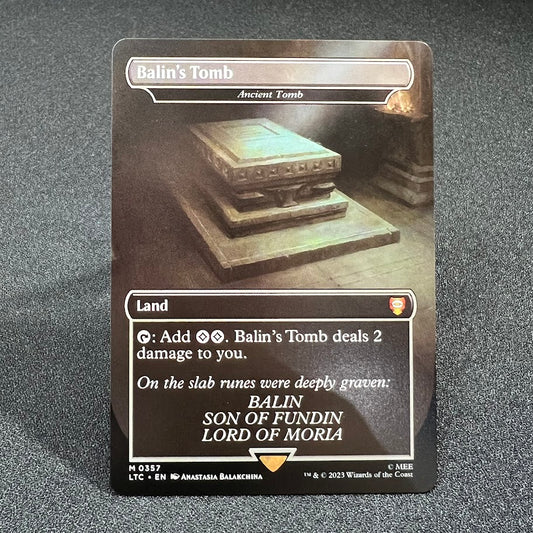 Balin's Tomb
Ancient Tomb
Land
: Add . Balin's Tomb deals 2
damage to you.
On the slab runes were deeply graven:
BALIN
SON OF FUNDIN
LORD OF MORIA
M 0357
LTC • EN Anastasia Balakchina
© MEE
™ & © 2023 Wizards of the Coast